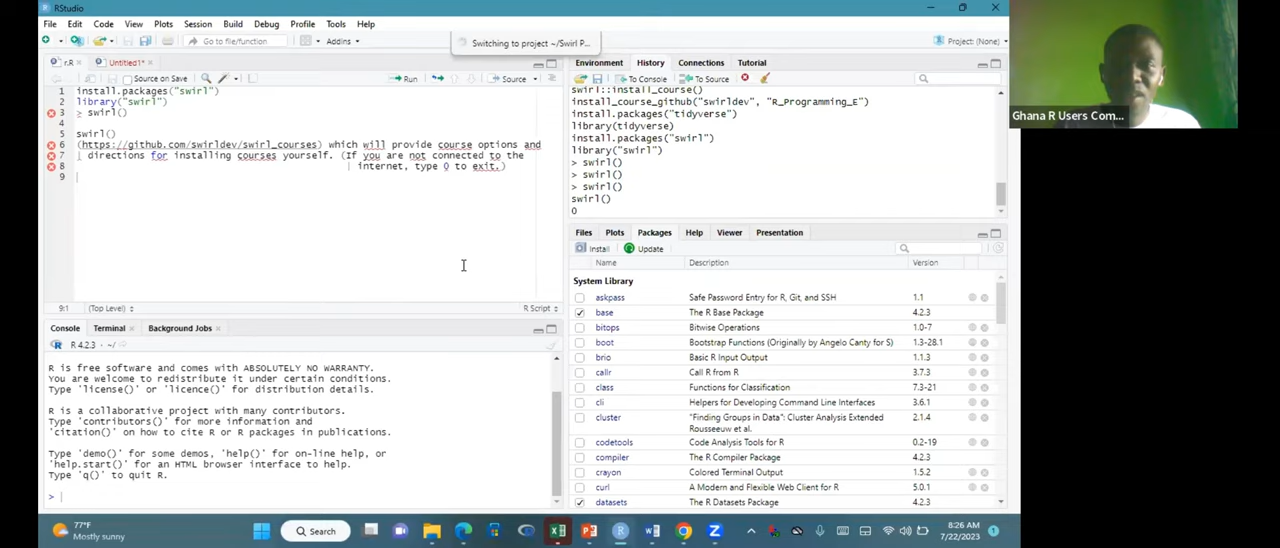 RStudio
File Edit Code View Plots Session Build Debug Profile Tools Help
Go to file/function
Addins
Switching to project ~/Swirl P...
Project: (None)
r.R
Untitled1*
Source on Save
Run
Source
1 install.packages("swirl")
2 library("swirl")
3 > swirl()
4
5 swirl()
6 (https://github.com/swirldev/swirl_courses) which will provide course options and
7 | directions for installing courses yourself. (If you are not connected to the
8 | internet, type 0 to exit.)
9
9:1 (Top Level)
R Script
Console Terminal Background Jobs
R 4.2.3 · ~/
R is free software and comes with ABSOLUTELY NO WARRANTY.
You are welcome to redistribute it under certain conditions.
Type 'license()' or 'licence()' for distribution details.
R is a collaborative project with many contributors.
Type 'contributors()' for more information and
'citation()' on how to cite R or R packages in publications.
Type 'demo()' for some demos, 'help()' for on-line help, or
'help.start()' for an HTML browser interface to help.
Type 'q()' to quit R.
>
Environment History Connections Tutorial
To Console To Source
swirl::install_course()
install_course_github("swirldev", "R_Programming_E")
install.packages("tidyverse")
library(tidyverse)
install.packages("swirl")
library("swirl")
> swirl()
> swirl()
> swirl()
swirl()
0
Files Plots Packages Help Viewer Presentation
Install Update
Name Description Version
System Library
askpass Safe Password Entry for R, Git, and SSH 1.1
base The R Base Package 4.2.3
bitops Bitwise Operations 1.0-7
boot Bootstrap Functions (Originally by Angelo Canty for S) 1.3-28.1
brio Basic R Input Output 1.1.3
callr Call R from R 3.7.3
class Functions for Classification 7.3-21
cli Helpers for Developing Command Line Interfaces 3.6.1
cluster "Finding Groups in Data": Cluster Analysis Extended 2.1.4
Rousseeuw et al.
codetools Code Analysis Tools for R 0.2-19
compiler The R Compiler Package 4.2.3
crayon Colored Terminal Output 1.5.2
curl A Modern and Flexible Web Client for R 5.0.1
datasets The R Datasets Package 4.2.3
Ghana R Users Com...
77°F
Mostly sunny
Search
8:26 AM
7/22/2023